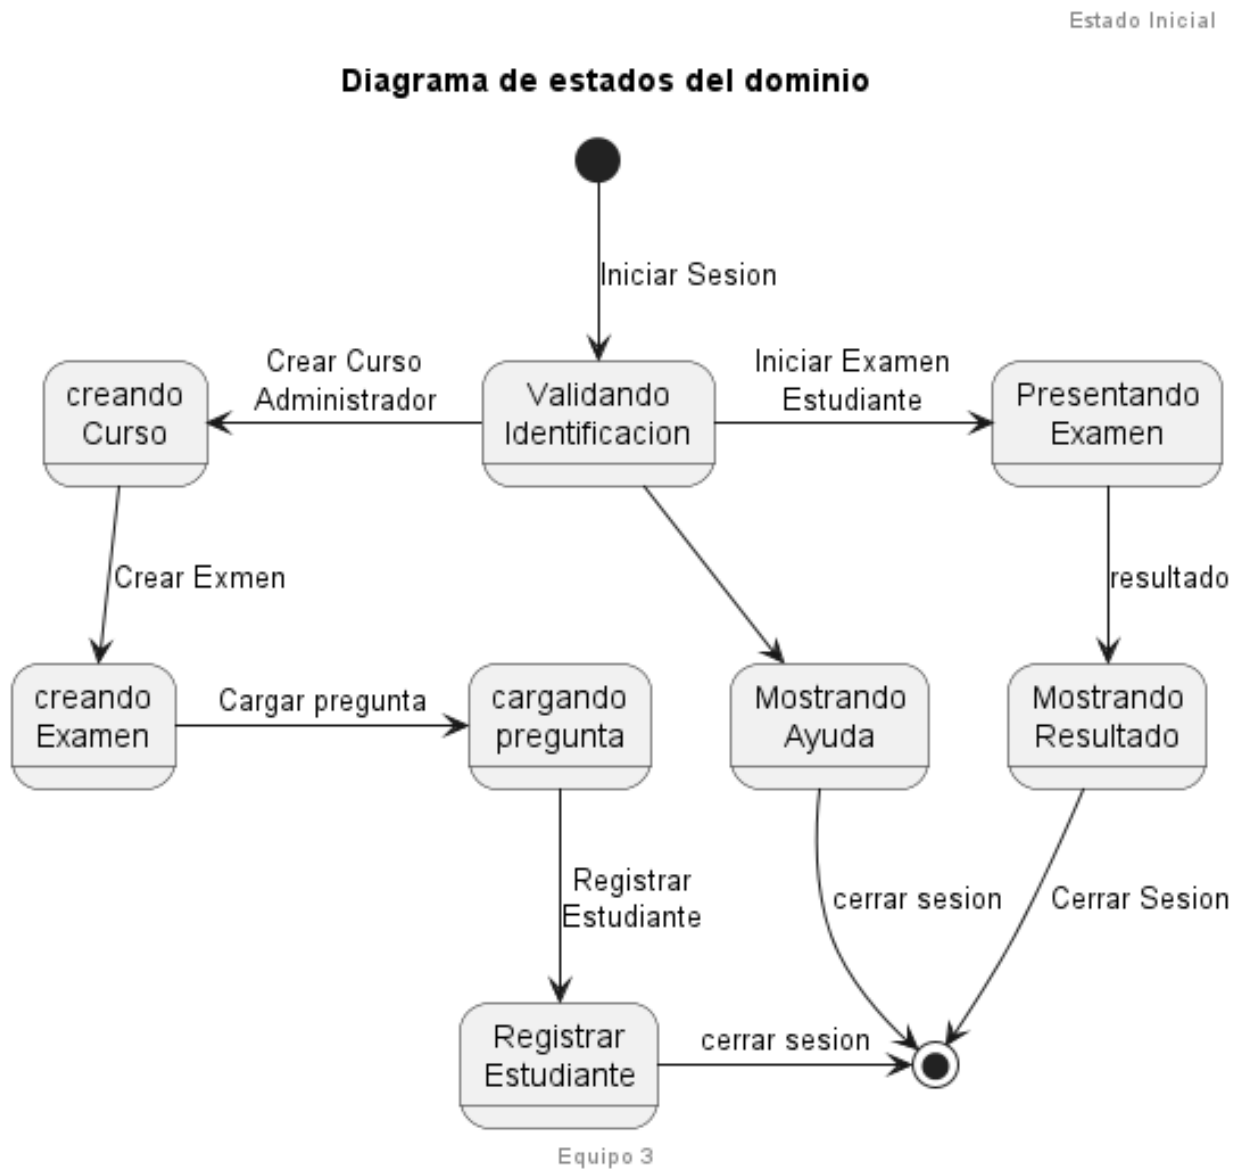 Estado Inicial
Diagrama de estados del dominio
Iniciar Sesion
creando
Curso
Crear Curso
Administrador
Validando
Identificacion
Iniciar Examen
Estudiante
Presentando
Examen
Crear Exmen
resultado
creando
Examen
Cargar pregunta
cargando
pregunta
Mostrando
Ayuda
Mostrando
Resultado
Registrar
Estudiante
cerrar sesion
Cerrar Sesion
Registrar
Estudiante
cerrar sesion
Equipo 3